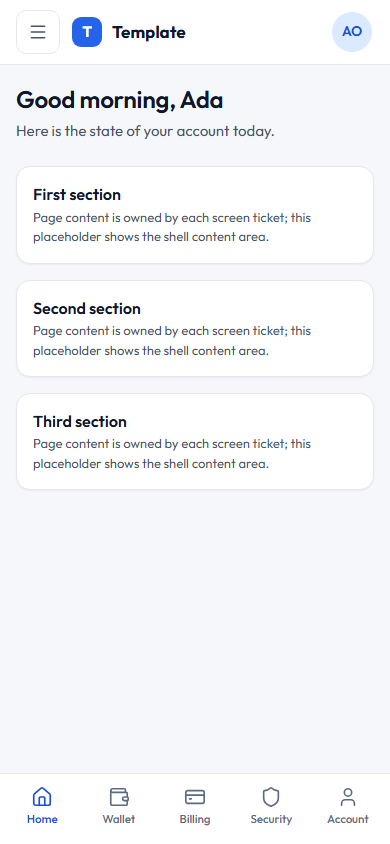 T Template AO
Good morning, Ada
Here is the state of your account today.
First section
Page content is owned by each screen ticket; this
placeholder shows the shell content area.
Second section
Page content is owned by each screen ticket; this
placeholder shows the shell content area.
Third section
Page content is owned by each screen ticket; this
placeholder shows the shell content area.
Home Wallet Billing Security Account